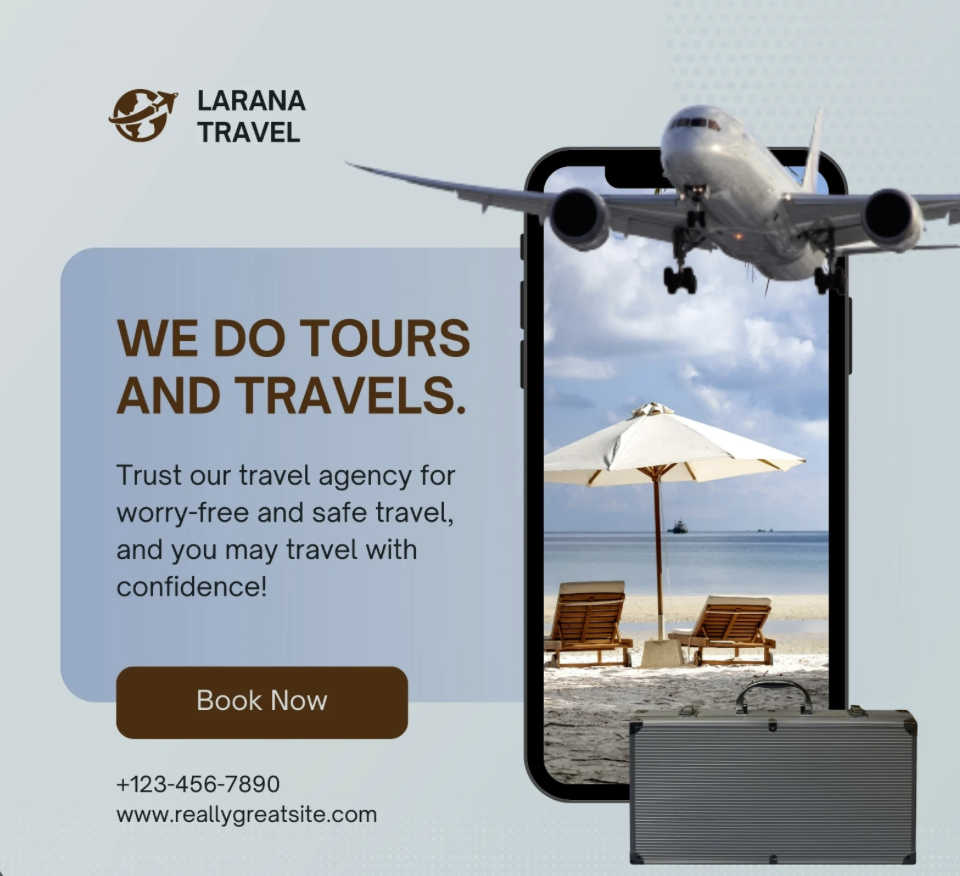 LARANA
TRAVEL
WE DO TOURS
AND TRAVELS.
Trust our travel agency for
worry-free and safe travel,
and you may travel with
confidence!
Book Now
+123-456-7890
www.reallygreatsite.com